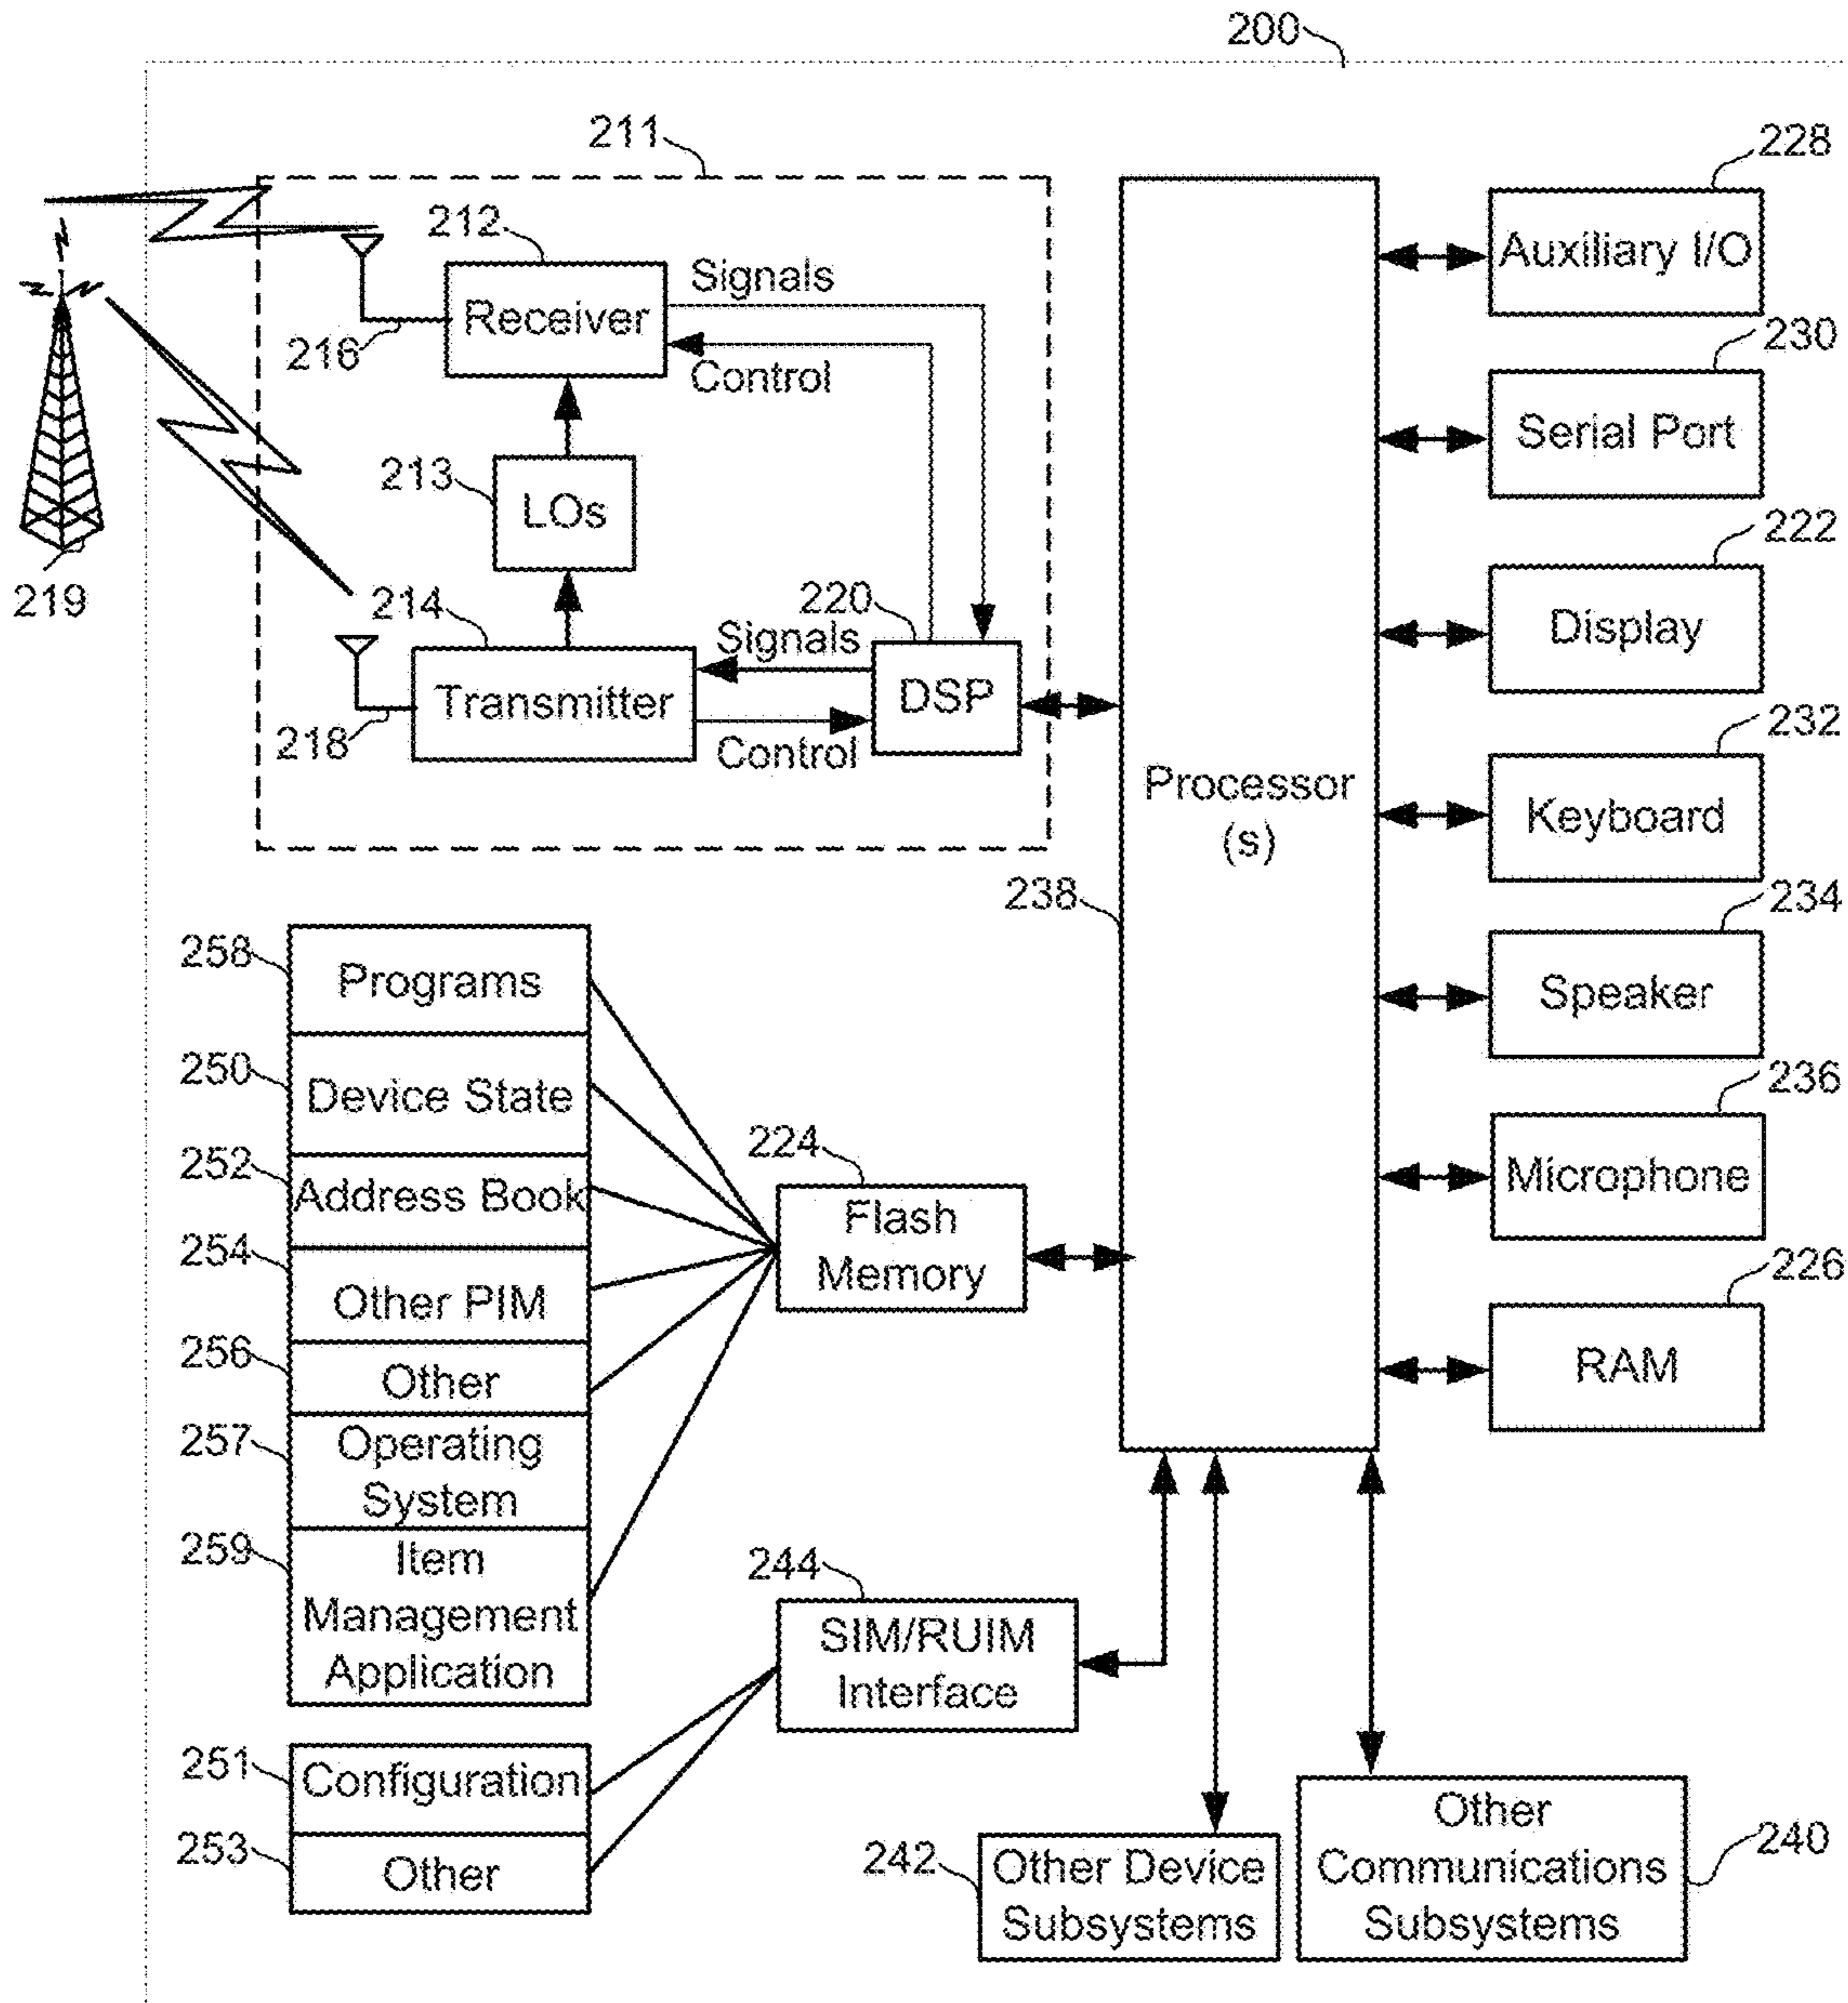 200
211
228
212
Signals
Auxiliary I/O
Receiver
216
Control
230
Serial Port
213
LOs
222
219
214
220
Signals
Display
DSP
Transmitter
218
Control
232
Processor
(s)
Keyboard
238
234
258
Programs
Speaker
250
Device State
236
252
Address Book
224
Flash
Memory
Microphone
254
Other PIM
226
256
Other
RAM
257
Operating
System
259
Item
Management
Application
244
SIM/RUIM
Interface
251
Configuration
253
Other
242
Other Device
Subsystems
Other
Communications
Subsystems
240